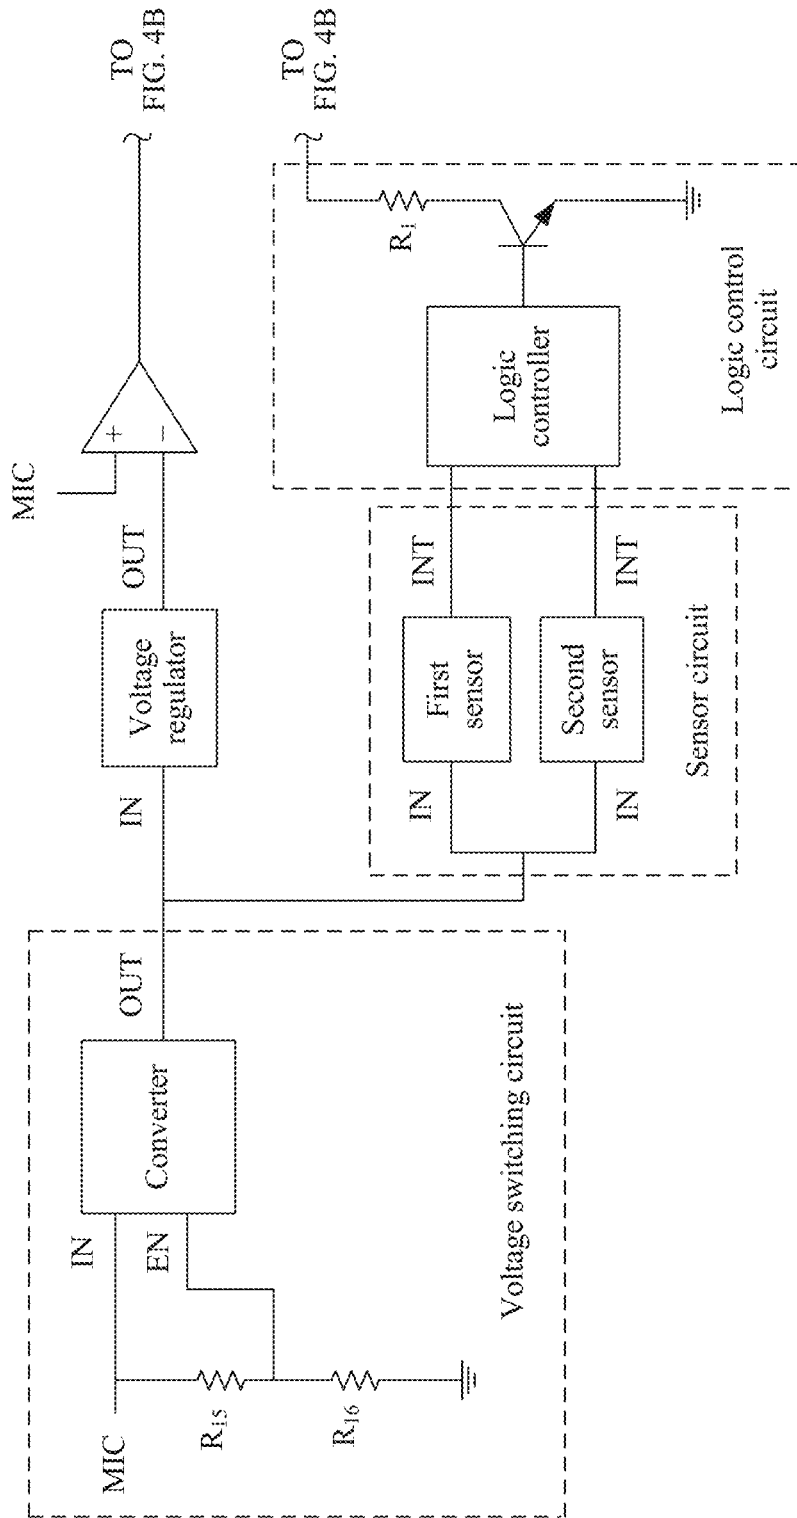 MIC
IN
EN
R15
R16
Converter
OUT
Voltage switching circuit
IN
Voltage
regulator
OUT
MIC
+
−
TO
FIG. 4B
IN
IN
First
sensor
Second
sensor
INT
INT
Sensor circuit
Logic
controller
R1
TO
FIG. 4B
Logic control
circuit